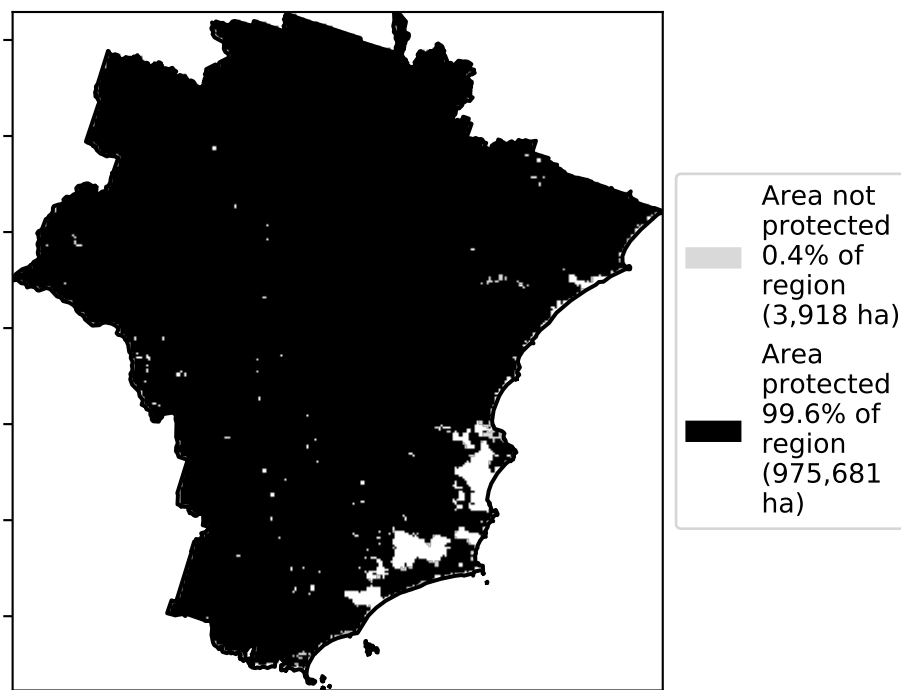 Area not
protected
0.4% of
region
(3,918 ha)
Area
protected
99.6% of
region
(975,681
ha)